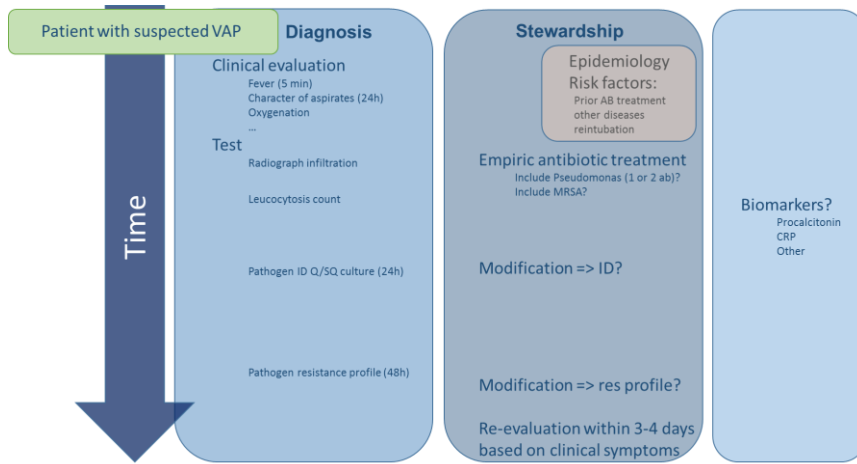 Patient with suspected VAP
Time
Diagnosis
Clinical evaluation
Fever (5 min)
Character of aspirates (24h)
Oxygenation
...
Test
Radiograph infiltration
Leucocytosis count
Pathogen ID Q/SQ culture (24h)
Pathogen resistance profile (48h)
Stewardship
Epidemiology
Risk factors:
Prior AB treatment
other diseases
reintubation
Empiric antibiotic treatment
Include Pseudomonas (1 or 2 ab)?
Include MRSA?
Modification => ID?
Modification => res profile?
Re-evaluation within 3-4 days
based on clinical symptoms
Biomarkers?
Procalcitonin
CRP
Other